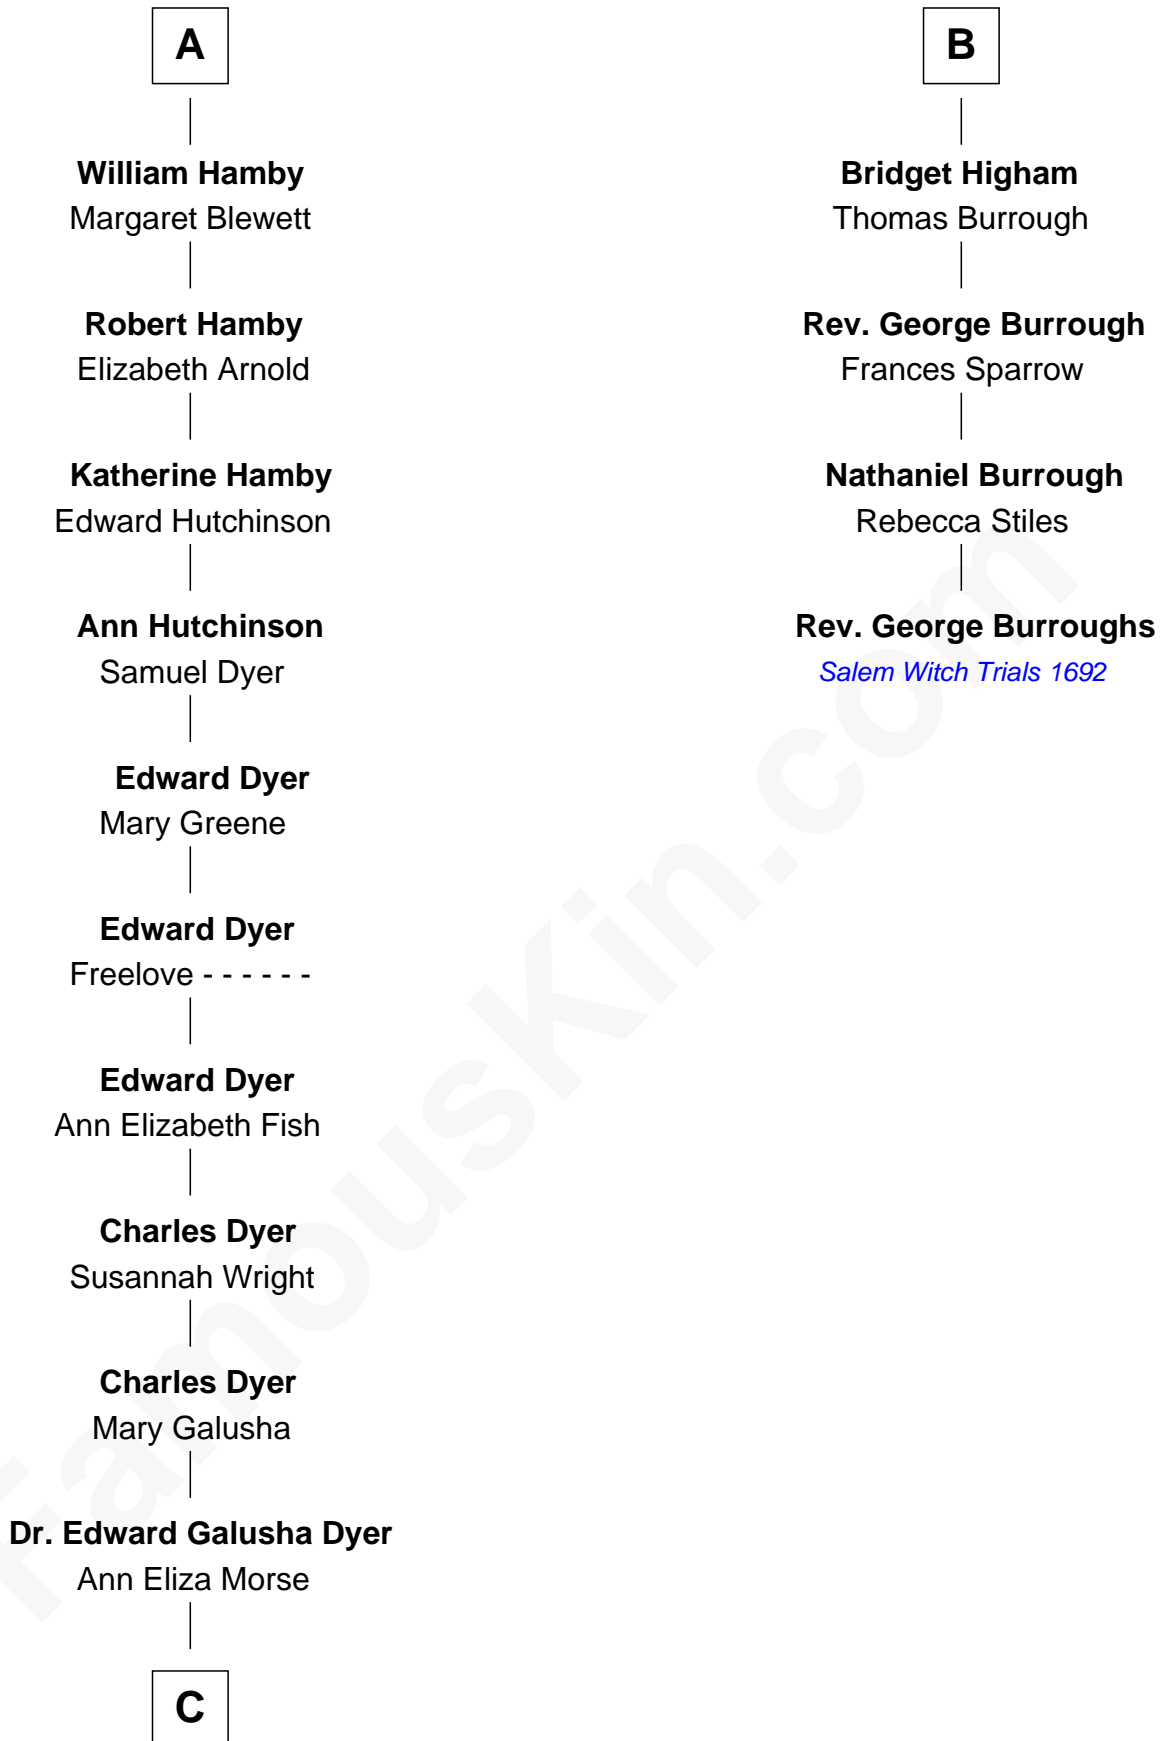 A
William Hamby
Margaret Blewett
Robert Hamby
Elizabeth Arnold
Katherine Hamby
Edward Hutchinson
Ann Hutchinson
Samuel Dyer
Edward Dyer
Mary Greene
Edward Dyer
Freelove - - - - - -
Edward Dyer
Ann Elizabeth Fish
Charles Dyer
Susannah Wright
Charles Dyer
Mary Galusha
Dr. Edward Galusha Dyer
Ann Eliza Morse
C
B
Bridget Higham
Thomas Burrough
Rev. George Burrough
Frances Sparrow
Nathaniel Burrough
Rebecca Stiles
Rev. George Burroughs
Salem Witch Trials 1692
FamousKin.com